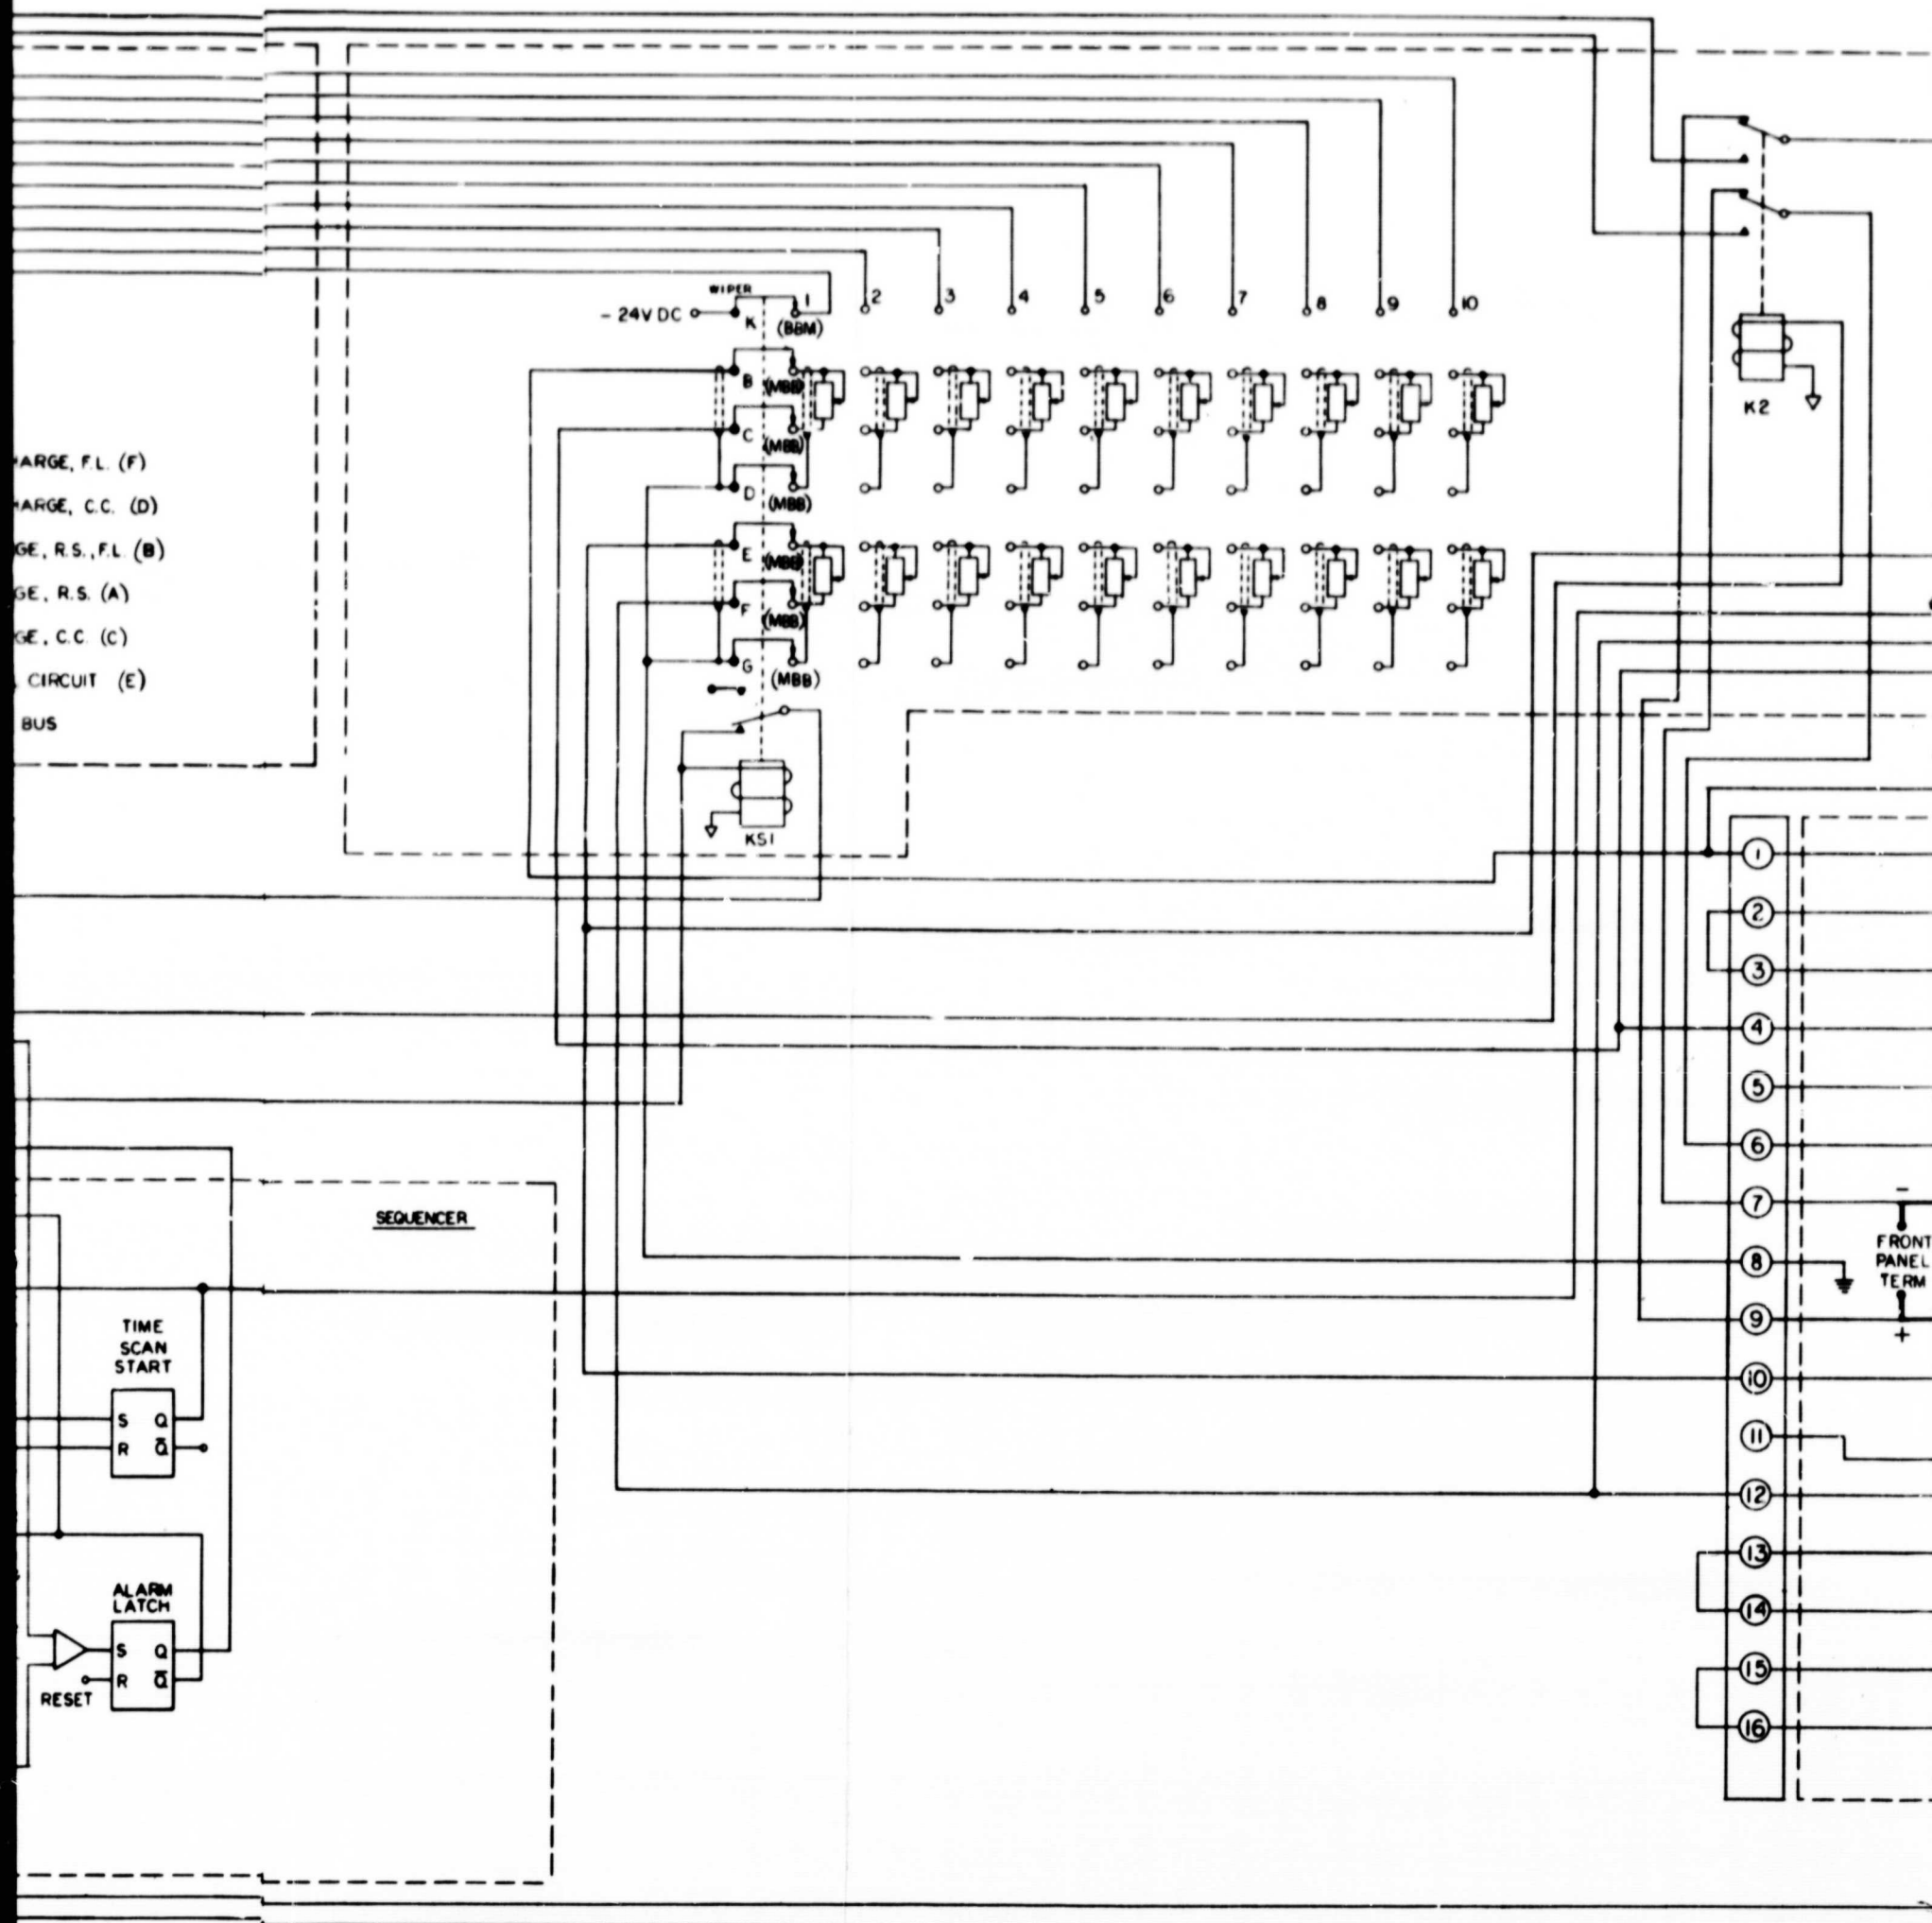 WIPER
1 2 3 4 5 6 7 8 9 10
- 24V DC K (BBM)
B (MBB)
C (MBB)
D (MBB)
E (MBB)
F (MBB)
G (MBB)
KS1
K2
ARGE, F.L. (F)
ARGE, C.C. (D)
GE, R.S., F.L. (B)
GE, R.S. (A)
GE, C.C. (C)
CIRCUIT (E)
BUS
1
2
3
4
5
6
7
8
9
10
11
12
13
14
15
16
-
FRONT
PANEL
TERM
+
SEQUENCER
TIME
SCAN
START
S Q
R Q̅
ALARM
LATCH
S Q
R Q̅
RESET